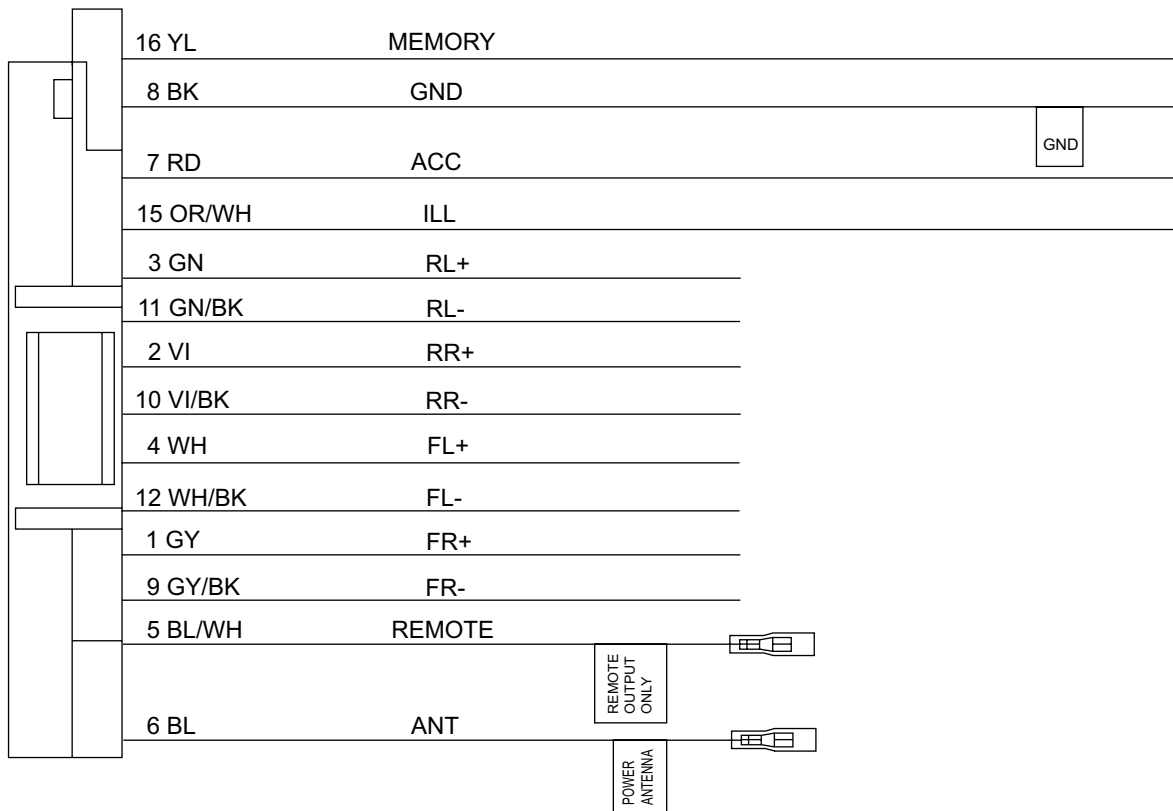 16 YL MEMORY
8 BK GND
GND
7 RD ACC
15 OR/WH ILL
3 GN RL+
11 GN/BK RL-
2 VI RR+
10 VI/BK RR-
4 WH FL+
12 WH/BK FL-
1 GY FR+
9 GY/BK FR-
5 BL/WH REMOTE
REMOTE
OUTPUT
ONLY
6 BL ANT
POWER
ANTENNA